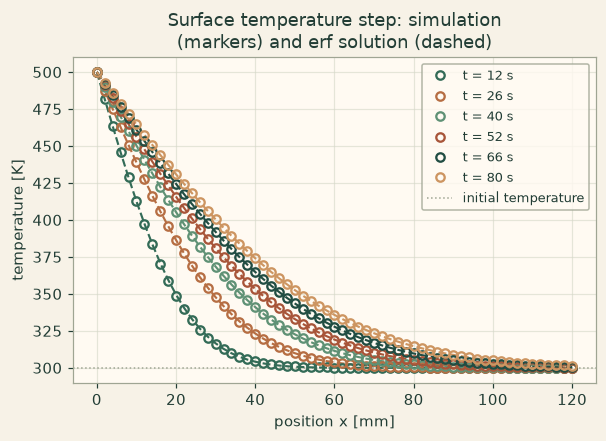 Surface temperature step: simulation
(markers) and erf solution (dashed)
temperature [K]
500
475
450
425
400
375
350
325
300
t = 12 s
t = 26 s
t = 40 s
t = 52 s
t = 66 s
t = 80 s
initial temperature
0
20
40
60
80
100
120
position x [mm]